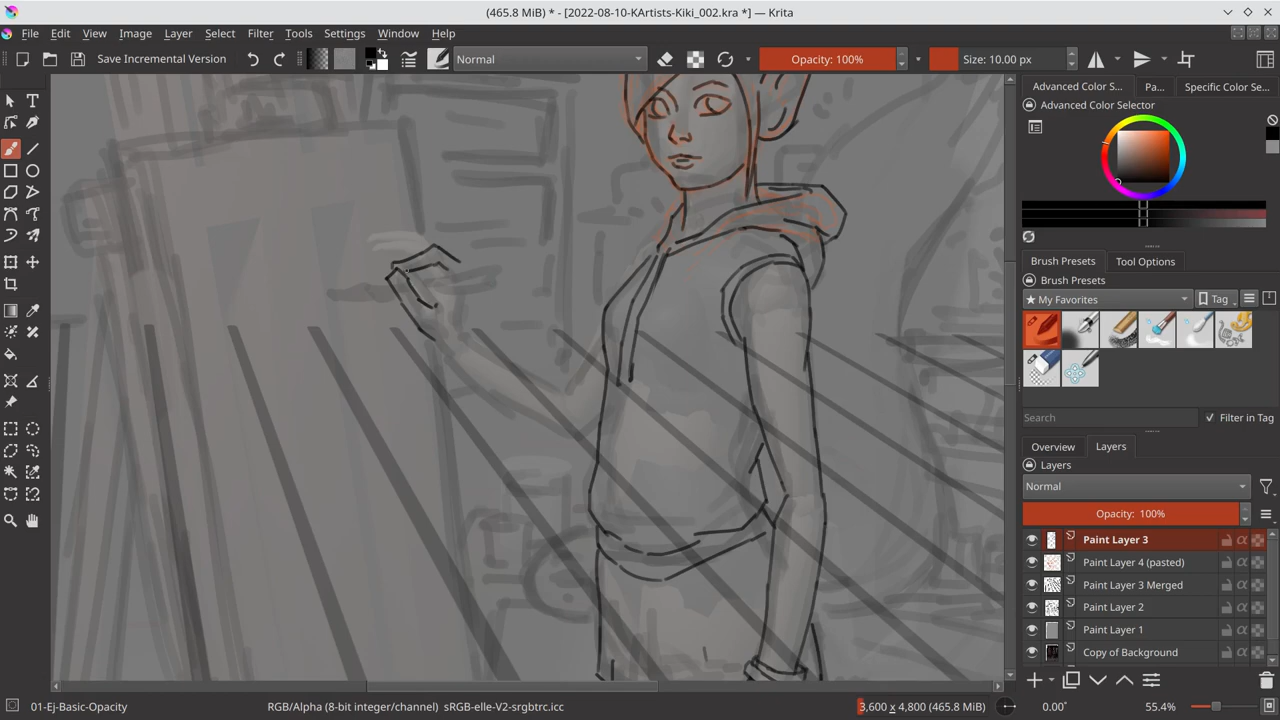 (465.8 MiB) * - [2022-08-10-KArtists-Kiki_002.kra *] — Krita
File Edit View Image Layer Select Filter Tools Settings Window Help
Save Incremental Version Normal Opacity: 100% Size: 10.00 px
Advanced Color S... Pa... Specific Color Se...
Advanced Color Selector
Brush Presets Tool Options
Brush Presets
★ My Favorites Tag
Search Filter in Tag
Overview Layers
Layers
Normal
Opacity: 100%
Paint Layer 3
Paint Layer 4 (pasted)
Paint Layer 3 Merged
Paint Layer 2
Paint Layer 1
Copy of Background
01-Ej-Basic-Opacity RGB/Alpha (8-bit integer/channel) sRGB-elle-V2-srgbtrc.icc 3,600 x 4,800 (465.8 MiB) 0.00° 55.4%